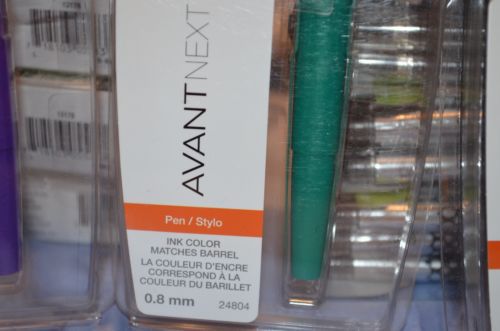 AVANTNEXT
Pen / Stylo
INK COLOR
MATCHES BARREL
LA COULEUR D'ENCRE
CORRESPOND À LA
COULEUR DU BARILLET
0.8 mm 24804